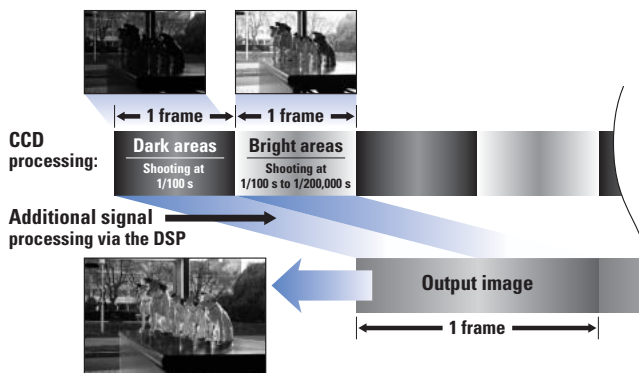 1 frame
1 frame
CCD
processing:
Dark areas
Shooting at
1/100 s
Bright areas
Shooting at
1/100 s to 1/200,000 s
Additional signal
processing via the DSP
Output image
1 frame